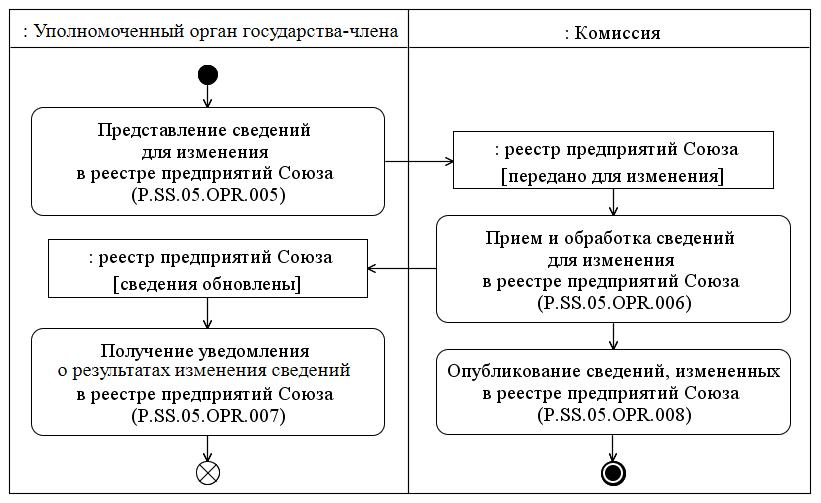 : Уполномоченный орган государства-члена
: Комиссия
Представление сведений
для изменения
в реестре предприятий Союза
(P.SS.05.OPR.005)
: реестр предприятий Союза
[передано для изменения]
Прием и обработка сведений
для изменения
в реестре предприятий Союза
(P.SS.05.OPR.006)
: реестр предприятий Союза
[сведения обновлены]
Получение уведомления
о результатах изменения сведений
в реестре предприятий Союза
(P.SS.05.OPR.007)
Опубликование сведений, измененных
в реестре предприятий Союза
(P.SS.05.OPR.008)